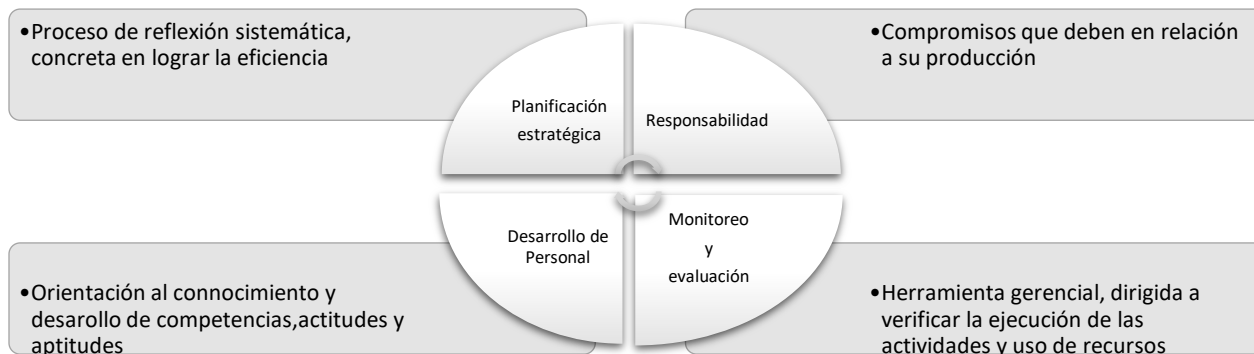 •Proceso de reflexión sistemática,
concreta en lograr la eficiencia
•Compromisos que deben en relación
a su producción
Planificación
estratégica
Responsabilidad
Desarrollo de
Personal
Monitoreo
y
evaluación
•Orientación al connocimiento y
desarollo de competencias,actitudes y
aptitudes
•Herramienta gerencial, dirigida a
verificar la ejecución de las
actividades y uso de recursos